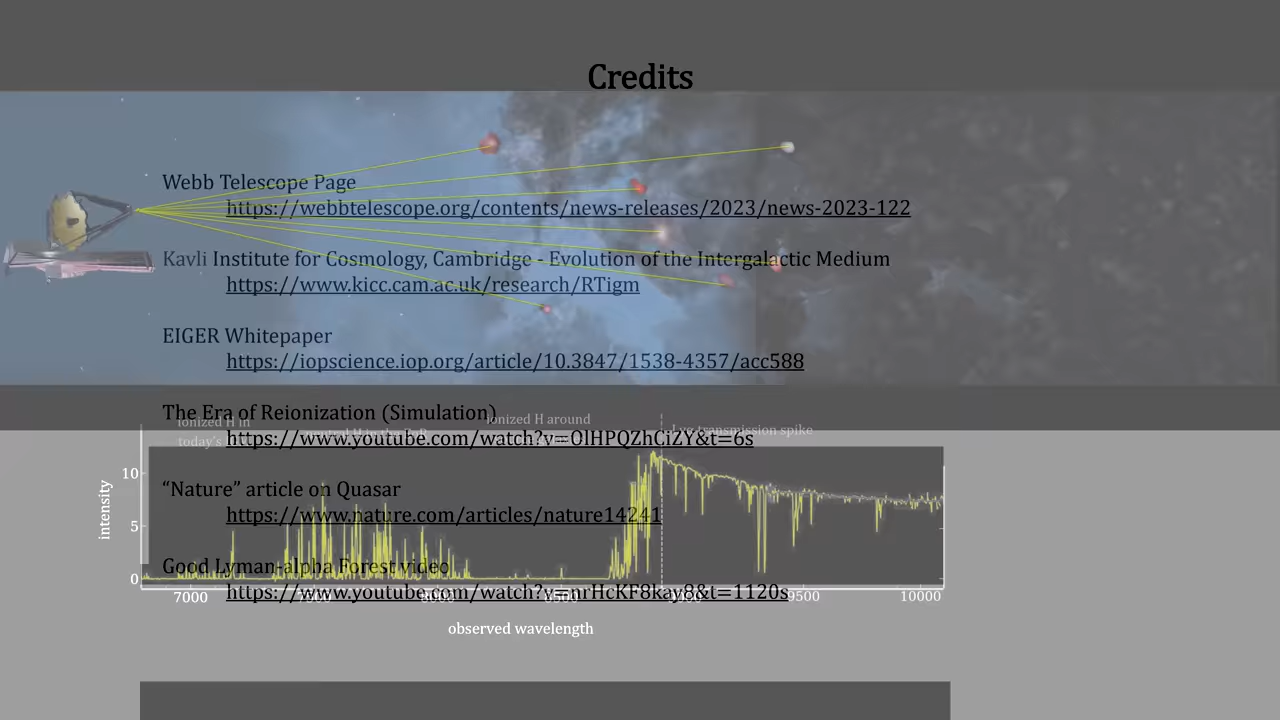 Credits
Webb Telescope Page
https://webbtelescope.org/contents/news-releases/2023/news-2023-122
Kavli Institute for Cosmology, Cambridge - Evolution of the Intergalactic Medium
https://www.kicc.cam.ac.uk/research/RTigm
EIGER Whitepaper
https://iopscience.iop.org/article/10.3847/1538-4357/acc588
The Era of Reionization (Simulation)
ionized H in
today's
ionized H around
Lyα transmission spike
https://www.youtube.com/watch?v=OlHPQZhCiZY&t=6s
10
"Nature" article on Quasar
https://www.nature.com/articles/nature14241
intensity
5
Good Lyman-alpha Forest video
0
https://www.youtube.com/watch?v=nrHcKF8kay8&t=1120s
7000 9500 10000
observed wavelength